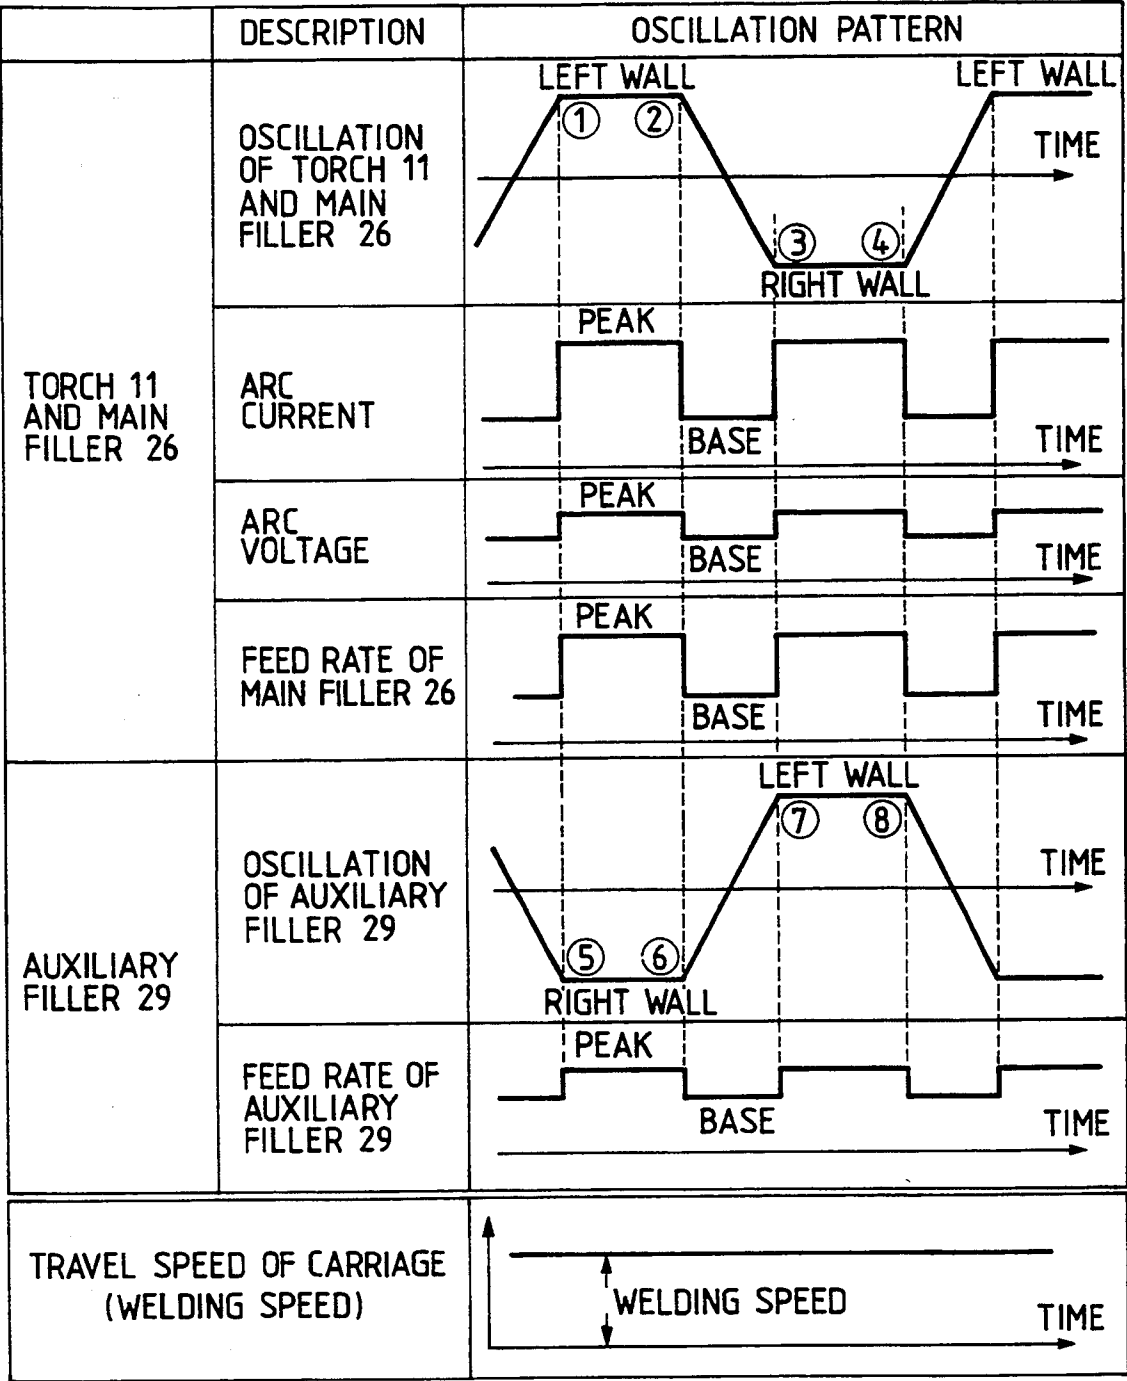 DESCRIPTION
OSCILLATION PATTERN
TORCH 11
AND MAIN
FILLER 26
OSCILLATION
OF TORCH 11
AND MAIN
FILLER 26
LEFT WALL
LEFT WALL
① ②
TIME
③ ④
RIGHT WALL
ARC
CURRENT
PEAK
BASE
TIME
ARC
VOLTAGE
PEAK
BASE
TIME
FEED RATE OF
MAIN FILLER 26
PEAK
BASE
TIME
AUXILIARY
FILLER 29
OSCILLATION
OF AUXILIARY
FILLER 29
LEFT WALL
⑦ ⑧
TIME
⑤ ⑥
RIGHT WALL
FEED RATE OF
AUXILIARY
FILLER 29
PEAK
BASE
TIME
TRAVEL SPEED OF CARRIAGE
(WELDING SPEED)
WELDING SPEED
TIME